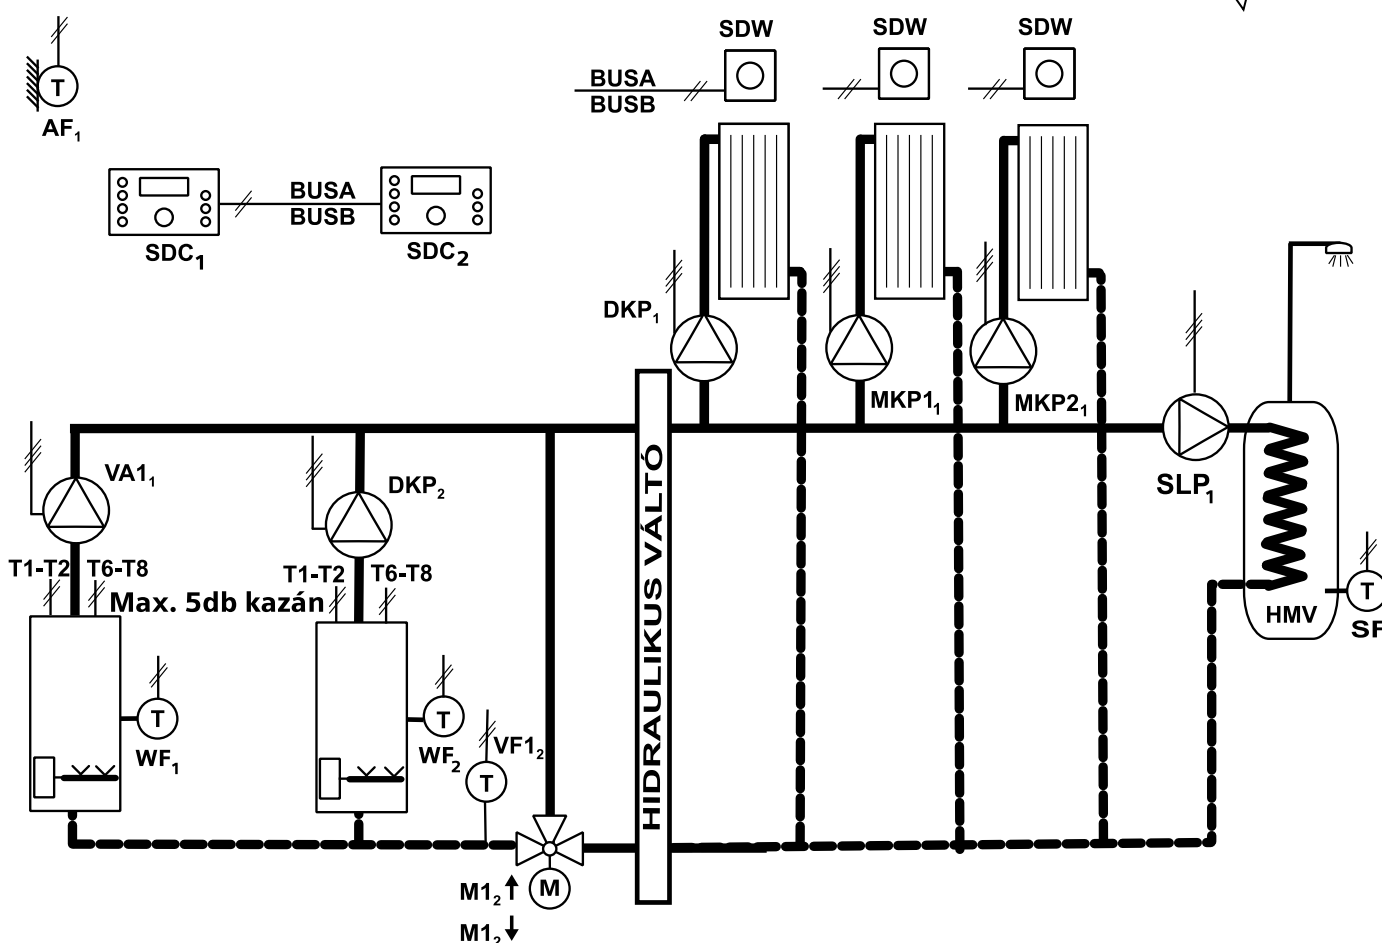 SDW
SDW
SDW
BUSA
BUSB
T
AF₁
BUSA
BUSB
SDC₁
SDC₂
DKP₁
MKP1₁
MKP2₁
VA1₁
DKP₂
SLP₁
T1-T2
T6-T8
T1-T2
T6-T8
Max. 5db kazán
HIDRAULIKUS VÁLTÓ
T
HMV
SF
T
WF₁
T
WF₂
VF1₂
T
M
M1₂
M1₂